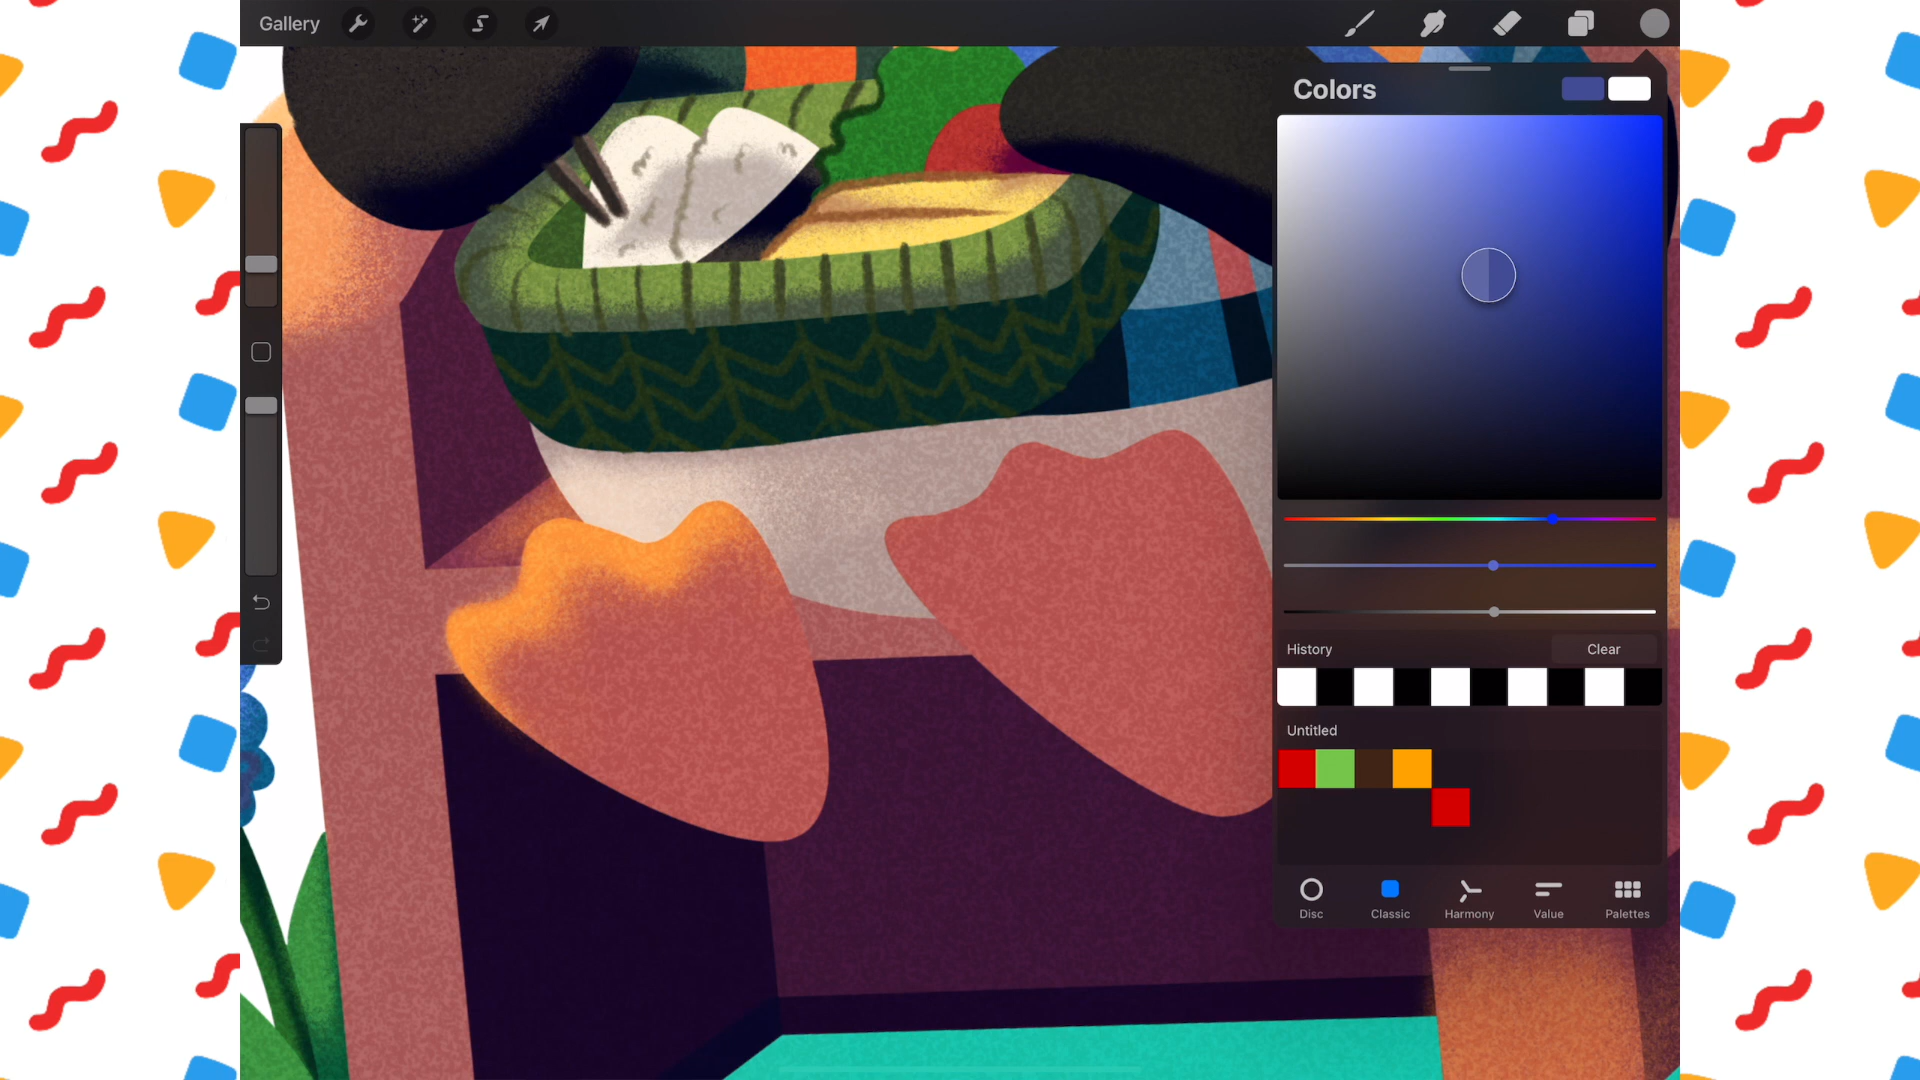 Gallery
Colors
History
Clear
Untitled
Disc
Classic
Harmony
Value
Palettes